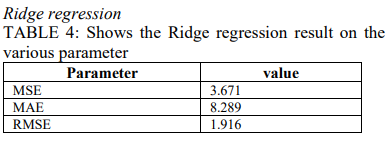 Ridge regression
TABLE 4: Shows the Ridge regression result on the
various parameter
Parameter value
MSE 3.671
MAE 8.289
RMSE 1.916